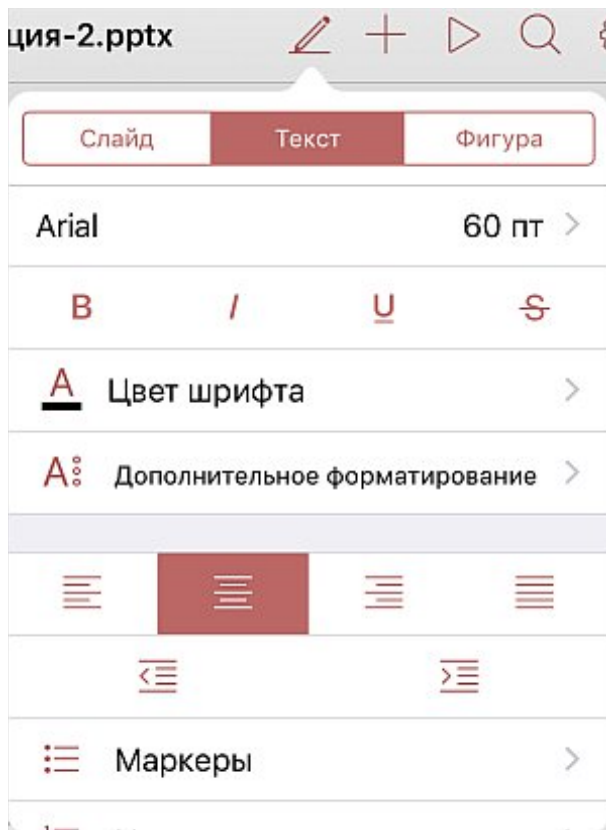 ция-2.pptx
Слайд Текст Фигура
Arial 60 пт
B I U S
A Цвет шрифта
A Дополнительное форматирование
Маркеры